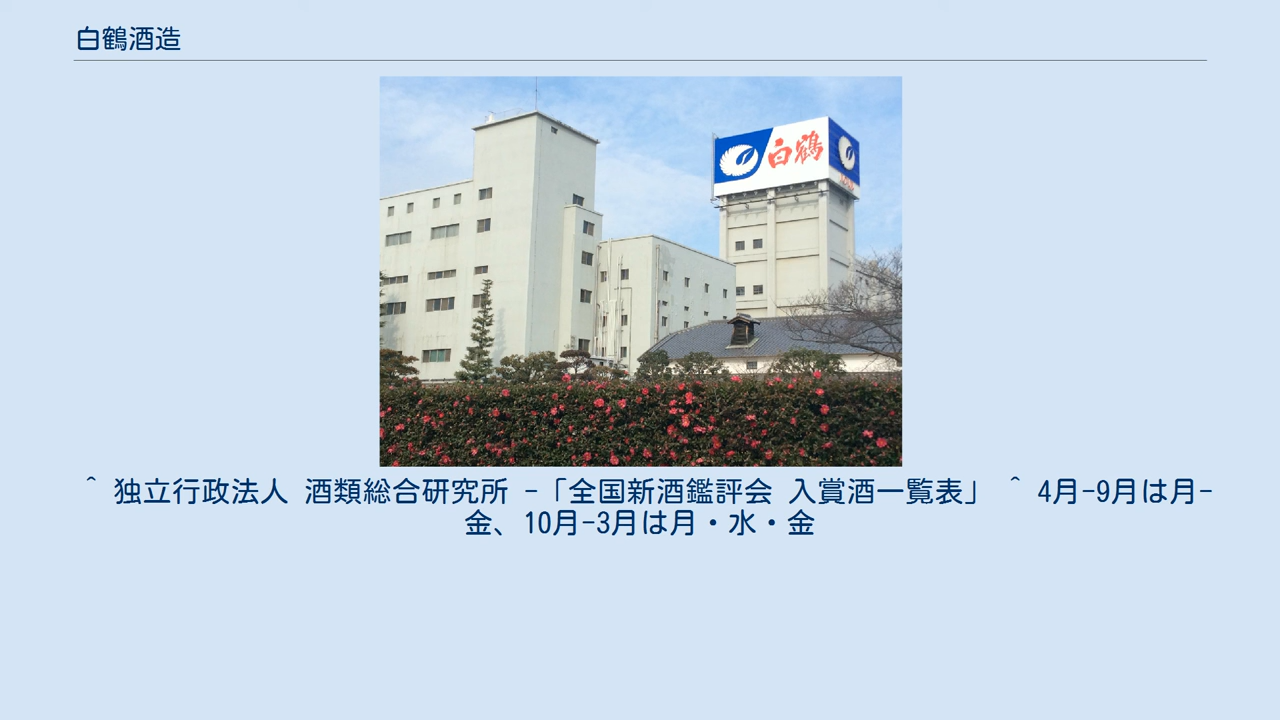 白鶴酒造
白鶴
^ 独立行政法人 酒類総合研究所 -「全国新酒鑑評会 入賞酒一覧表」 ^ 4月-9月は月-
金、10月-3月は月・水・金